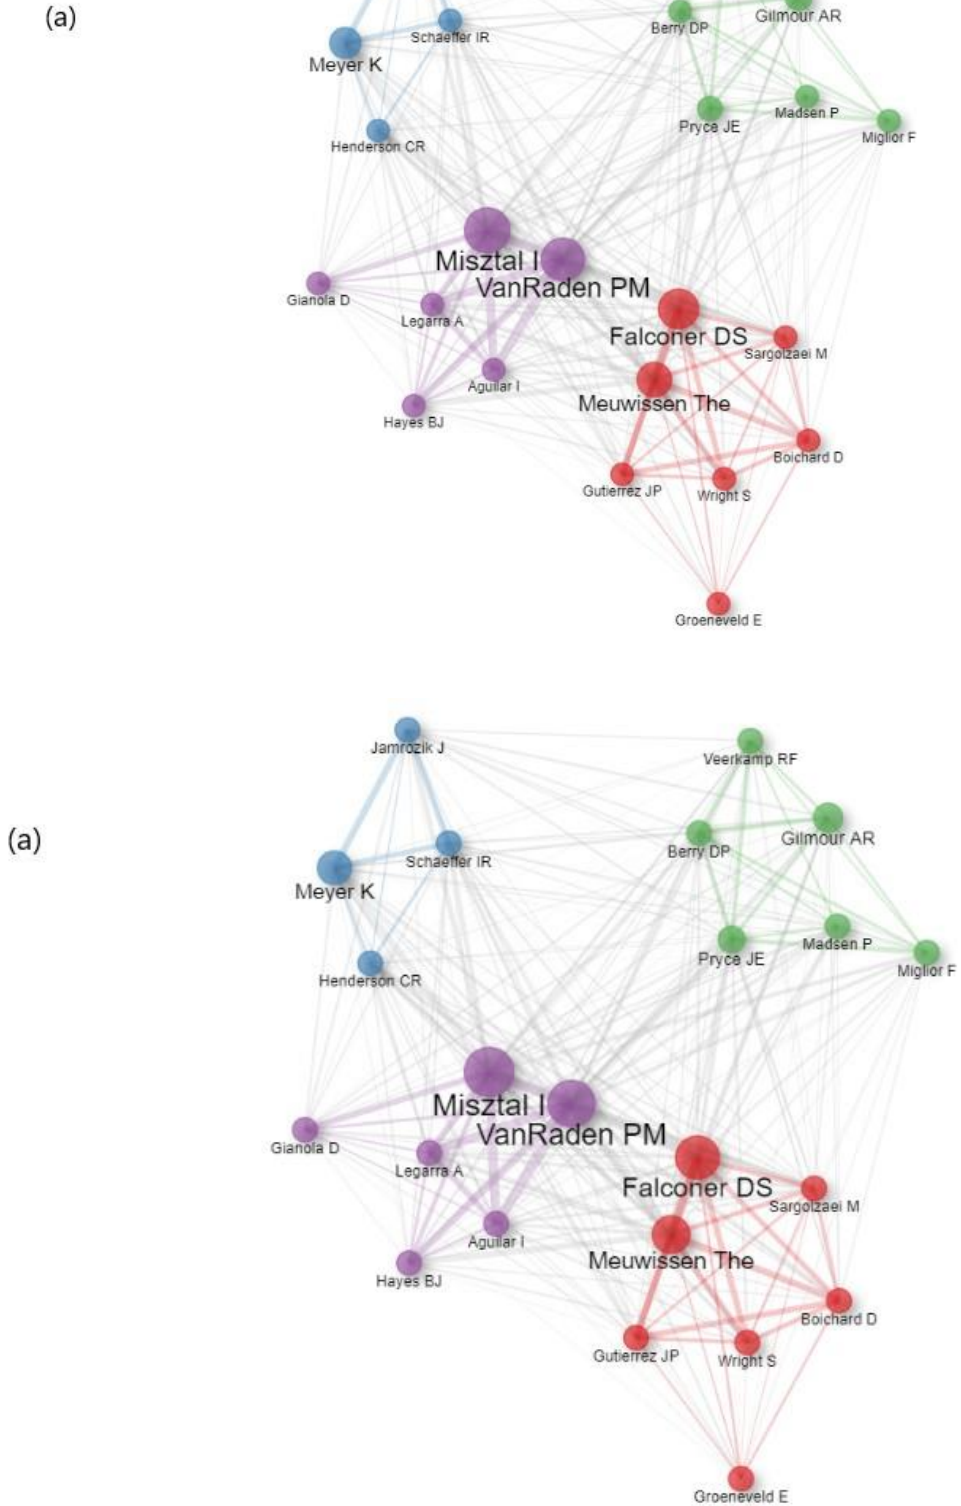 (a)
Gilmour AR
Berry DP
Schaeffer IR
Meyer K
Madsen P
Pryce JE
Miglior F
Henderson CR
Misztal I
VanRaden PM
Gianola D
Legarra A
Falconer DS
Sargolzaei M
Aguilar I
Meuwissen The
Hayes BJ
Boichard D
Gutierrez JP
Wright S
Groeneveld E
Jamrozik J
Veerkamp RF
(a)
Gilmour AR
Berry DP
Schaeffer IR
Meyer K
Madsen P
Pryce JE
Miglior F
Henderson CR
Misztal I
VanRaden PM
Gianola D
Legarra A
Falconer DS
Sargolzaei M
Aguilar I
Meuwissen The
Hayes BJ
Boichard D
Gutierrez JP
Wright S
Groeneveld E